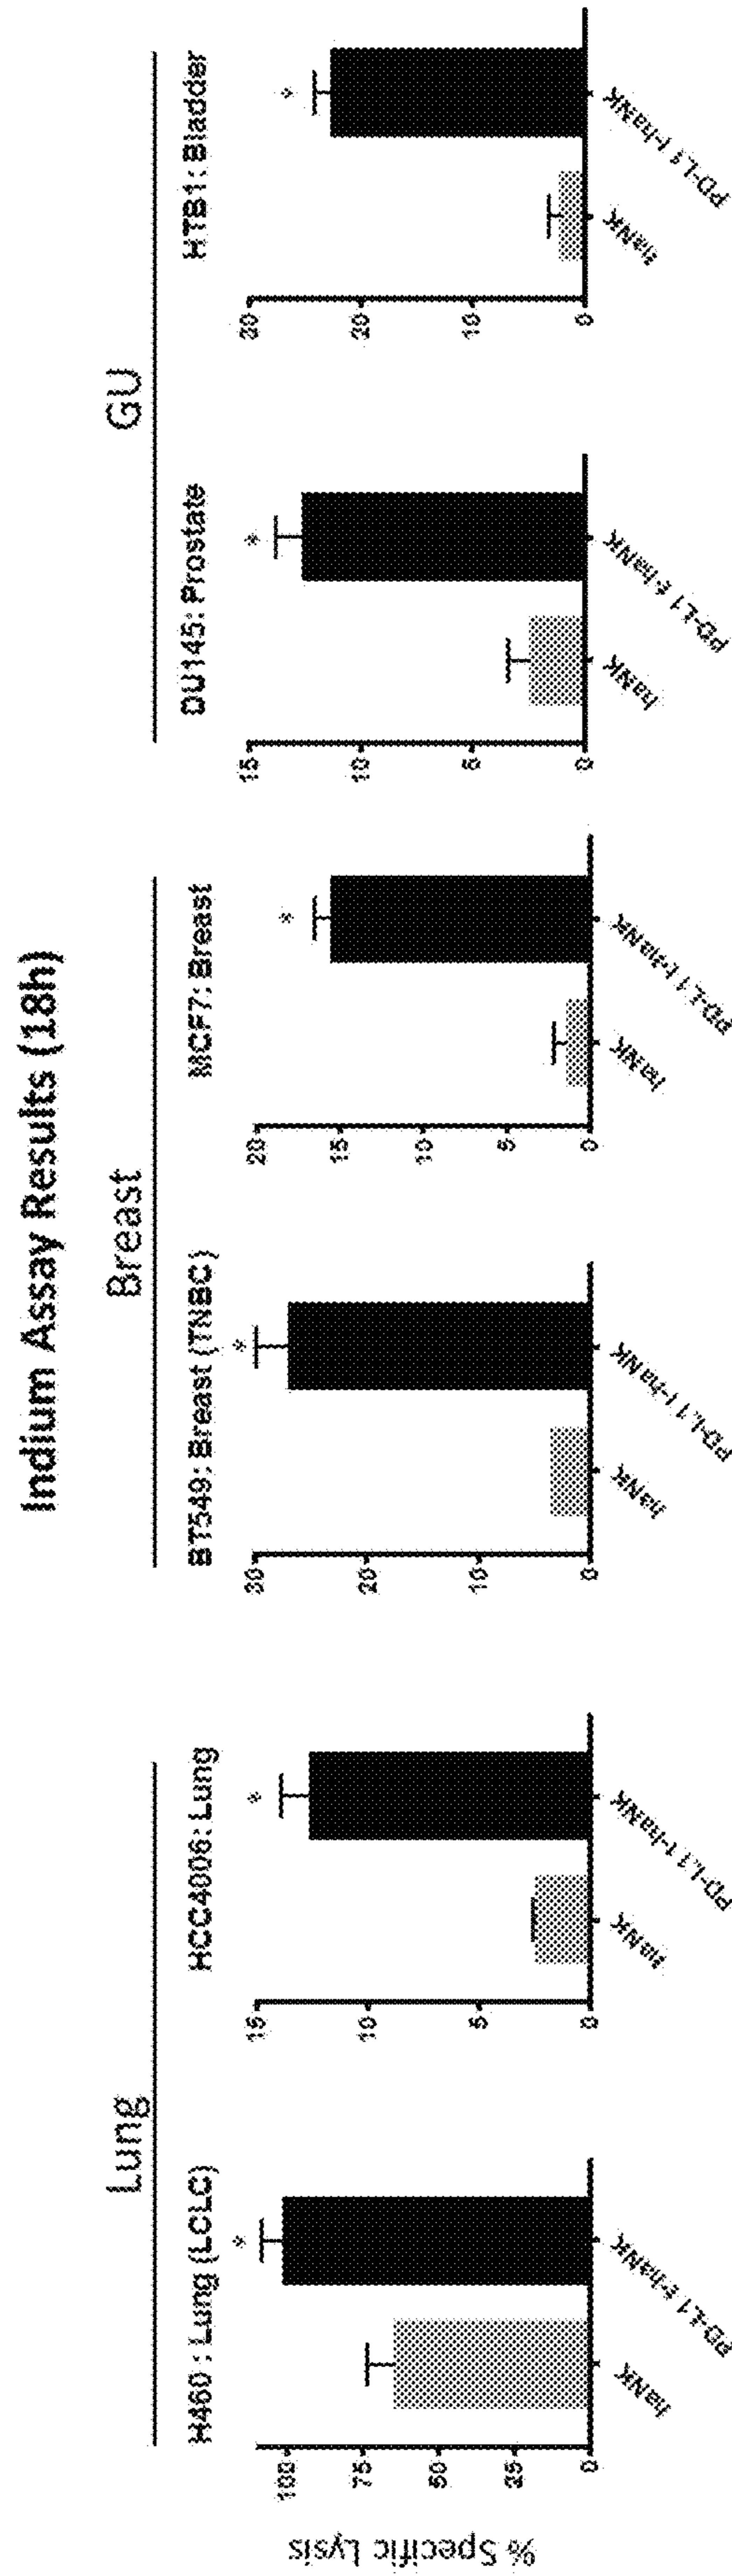 Indium Assay Results (18h)
Lung
Breast
GU
H460 : Lung (LCLC)
HCC4006: Lung
BT549: Breast (TNBC)
MCF7: Breast
DU145: Prostate
HTB1: Bladder
% Specific Lysis
100
75
50
25
0
haNK
PD-L1 t-haNK
*
15
10
5
0
haNK
PD-L1 t-haNK
*
30
20
10
0
haNK
PD-L1 t-haNK
*
20
15
10
5
0
haNK
PD-L1 t-haNK
*
15
10
5
0
haNK
PD-L1 t-haNK
*
30
20
10
0
haNK
PD-L1 t-haNK
*